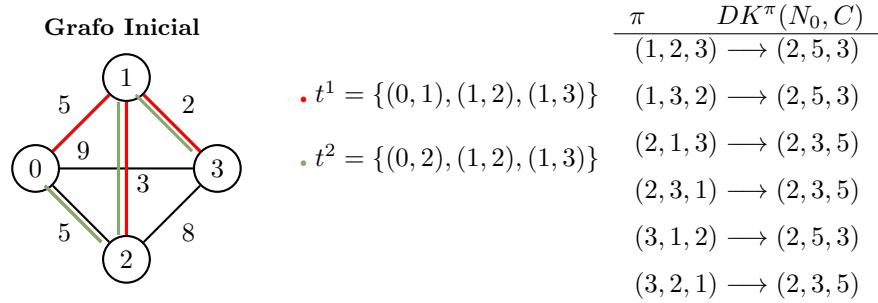 Grafo Inicial
1
5
2
9
0
3
3
5
8
2
t¹ = {(0, 1), (1, 2), (1, 3)}
t² = {(0, 2), (1, 2), (1, 3)}
π DK^π(N₀, C)
(1, 2, 3) ⟶ (2, 5, 3)
(1, 3, 2) ⟶ (2, 5, 3)
(2, 1, 3) ⟶ (2, 3, 5)
(2, 3, 1) ⟶ (2, 3, 5)
(3, 1, 2) ⟶ (2, 5, 3)
(3, 2, 1) ⟶ (2, 3, 5)